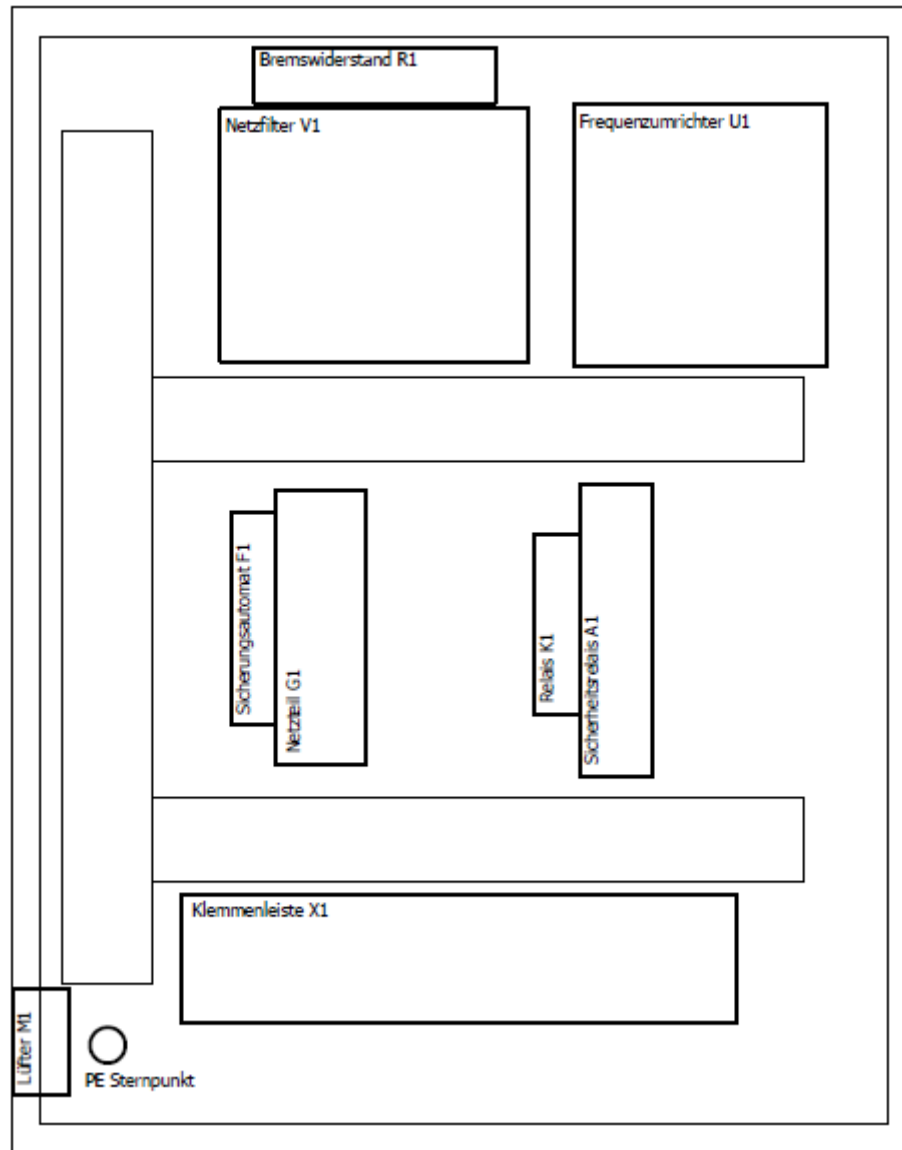 Bremswiderstand R1
Netzfilter V1
Frequenzumrichter U1
Sicherungsautomat F1
Netzteil G1
Relais K1
Sicherheitsrelais A1
Klemmenleiste X1
Lüfter M1
PE Sternpunkt